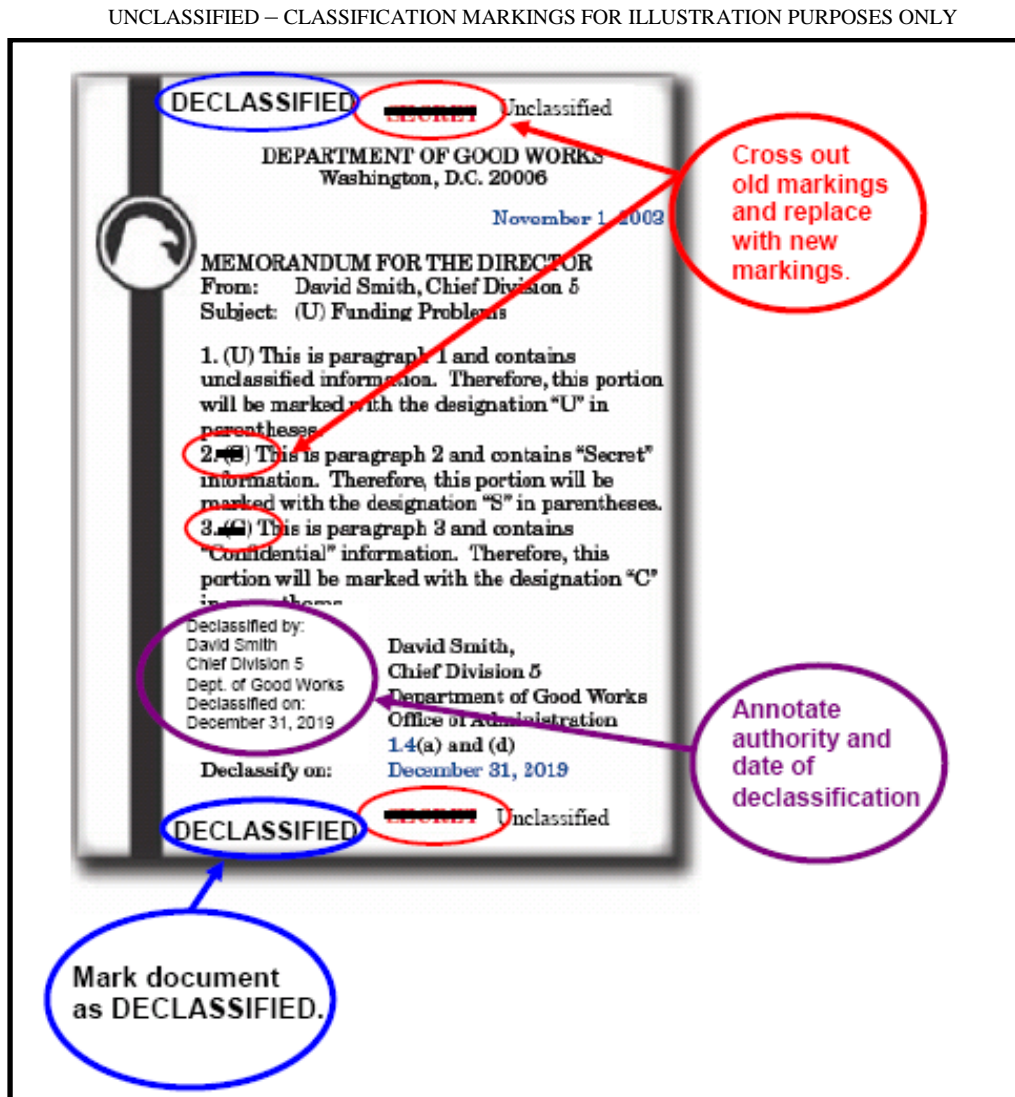 UNCLASSIFIED – CLASSIFICATION MARKINGS FOR ILLUSTRATION PURPOSES ONLY
DECLASSIFIED SECRET Unclassified
DEPARTMENT OF GOOD WORKS
Washington, D.C. 20006
November 1, 2003
Cross out
old markings
and replace
with new
markings.
MEMORANDUM FOR THE DIRECTOR
From: David Smith, Chief Division 5
Subject: (U) Funding Problems
1. (U) This is paragraph 1 and contains
unclassified information. Therefore, this portion
will be marked with the designation “U” in
parentheses.
2. (S) This is paragraph 2 and contains “Secret”
information. Therefore, this portion will be
marked with the designation “S” in parentheses.
3. (C) This is paragraph 3 and contains
“Confidential” information. Therefore, this
portion will be marked with the designation “C”
in
Declassified by:
David Smith
Chief Division 5
Dept. of Good Works
Declassified on:
December 31, 2019
David Smith,
Chief Division 5
Department of Good Works
Office of Administration
1.4(a) and (d)
Declassify on: December 31, 2019
Annotate
authority and
date of
declassification
DECLASSIFIED SECRET Unclassified
Mark document
as DECLASSIFIED.